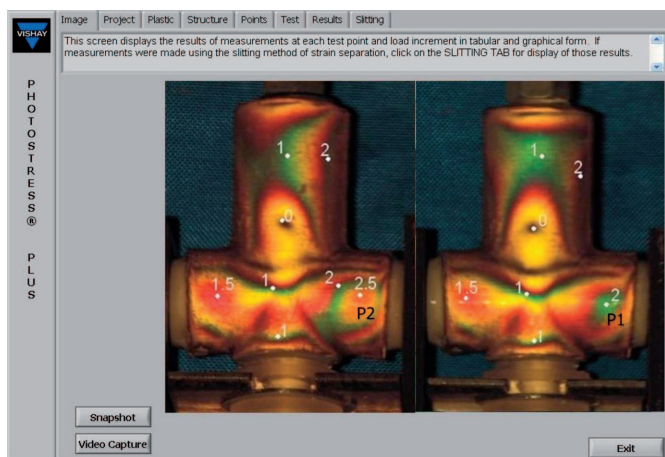 VISHAY
Image Project Plastic Structure Points Test Results Slitting
This screen displays the results of measurements at each test point and load increment in tabular and graphical form. If
measurements were made using the slitting method of strain separation, click on the SLITTING TAB for display of those results.
PHOTOSTRESS® PLUS
1 2
0
1.5 1 2 2.5
P2
1
1 2
0
1.5 1 2
P1
1
Snapshot
Video Capture
Exit